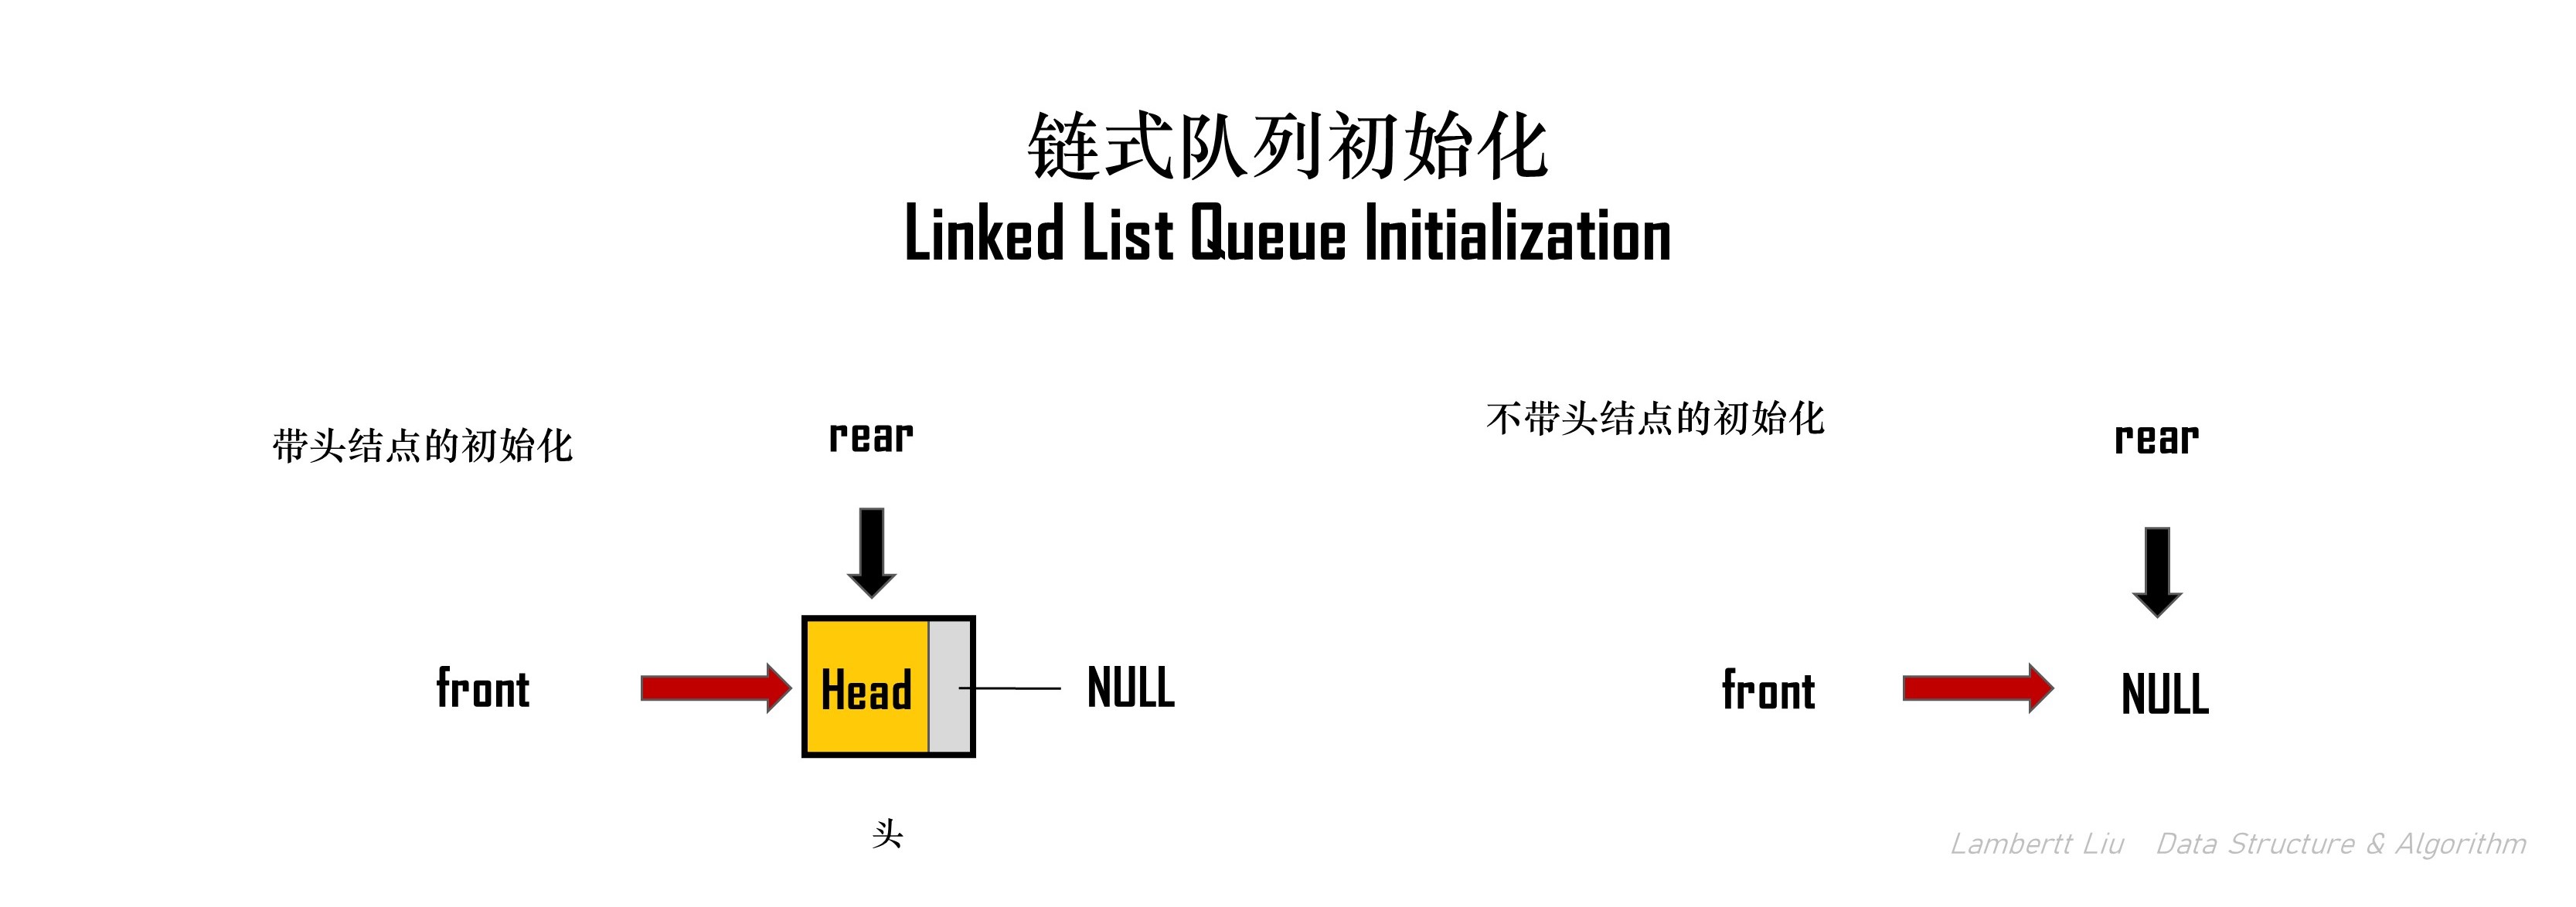 链式队列初始化
Linked List Queue Initialization
带头结点的初始化
rear
front
Head
NULL
头
不带头结点的初始化
rear
front
NULL
Lambertt Liu Data Structure & Algorithm